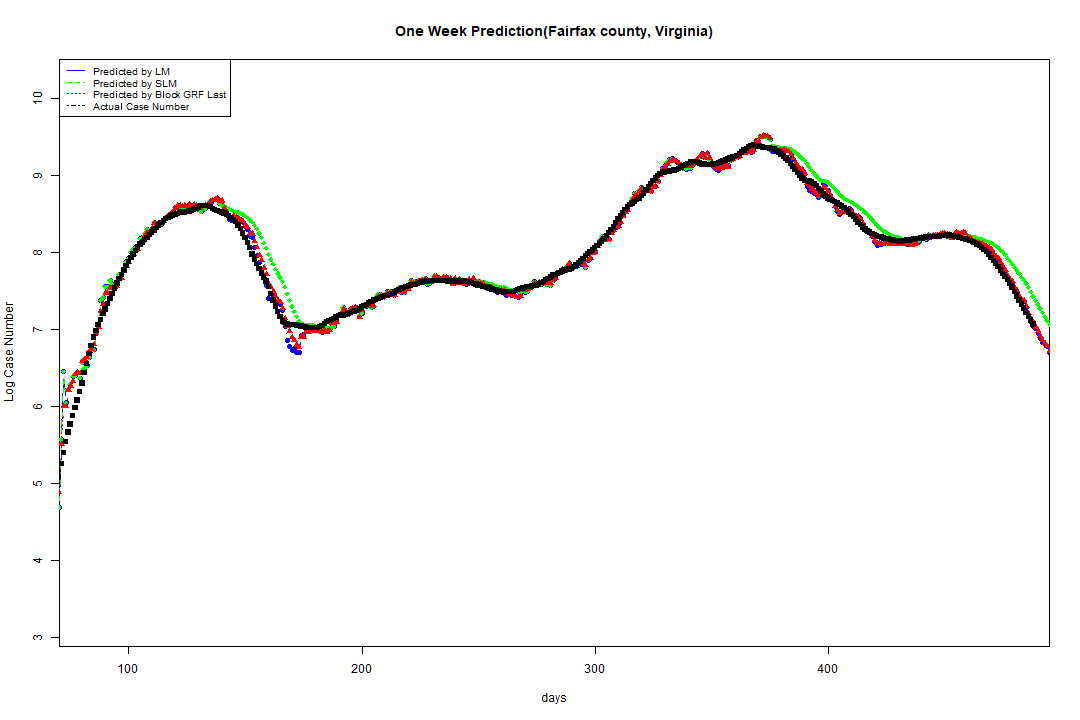 One Week Prediction(Fairfax county, Virginia)
Predicted by LM
Predicted by SLM
Predicted by Block GRF Last
Actual Case Number
10
9
8
7
6
5
4
3
Log Case Number
100 200 300 400
days